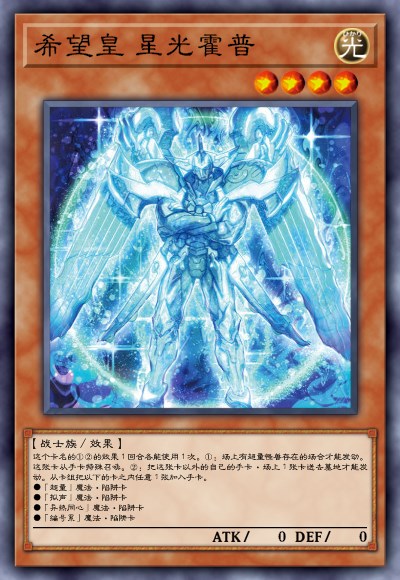 希望皇 星光霍普
光
ひかり
【战士族／效果】
这个卡名的①②的效果1回合各能使用1次。①：场上有超量怪兽存在的场合才能发动。
这张卡从手卡特殊召唤。②：把这张卡以外的自己的手卡・场上1张卡送去墓地才能发
动。从卡组把以下的卡之内任意1张加入手卡。
●「超量」魔法・陷阱卡
●「拟声」魔法・陷阱卡
●「异热同心」魔法・陷阱卡
●「编号系」魔法・陷阱卡
ATK/ 0 DEF/ 0